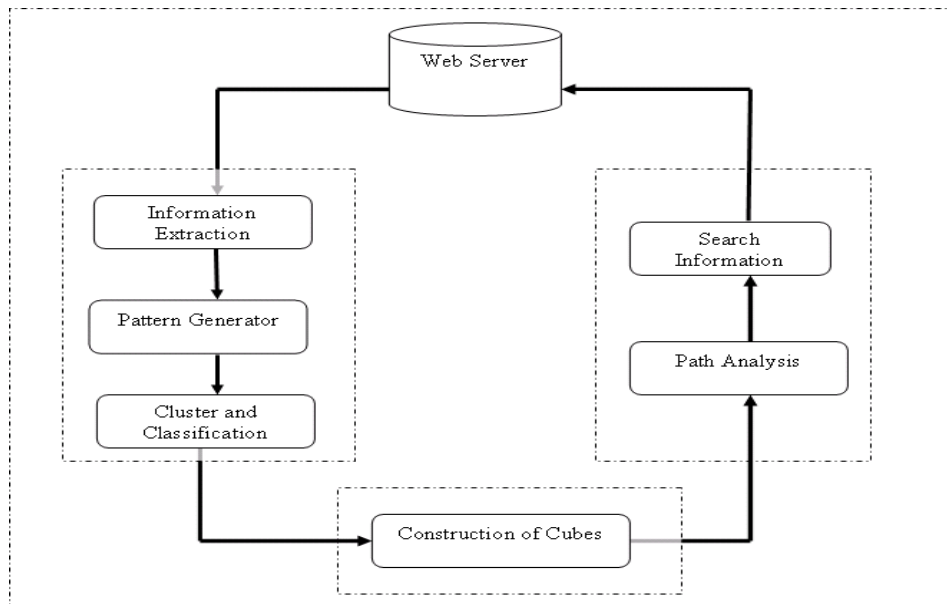 Web Server
Information
Extraction
Pattern Generator
Cluster and
Classification
Construction of Cubes
Path Analysis
Search
Information